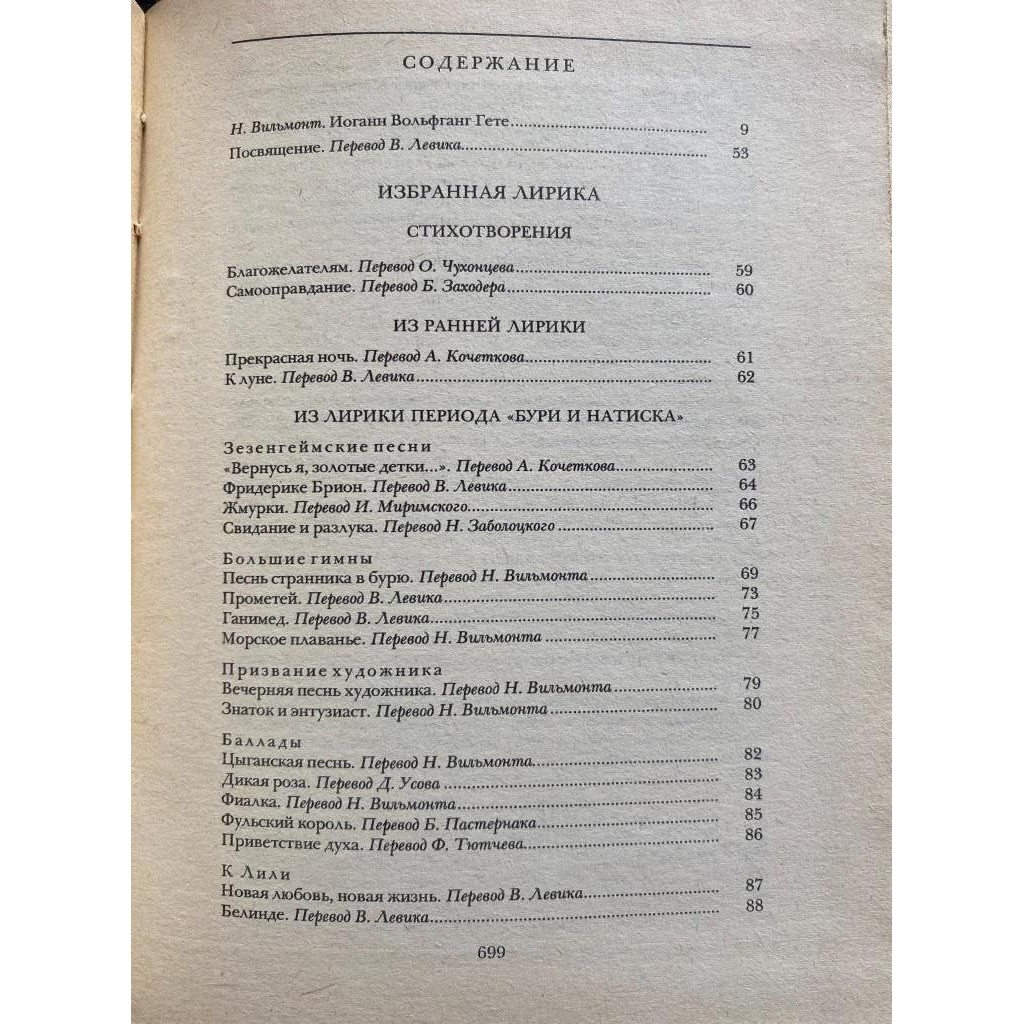 СОДЕРЖАНИЕ
Н. Вильмонт. Иоганн Вольфганг Гете........ 9
Посвящение. Перевод В. Левика........ 53
ИЗБРАННАЯ ЛИРИКА
СТИХОТВОРЕНИЯ
Благожелателям. Перевод О. Чухонцева........ 59
Самооправдание. Перевод Б. Заходера........ 60
ИЗ РАННЕЙ ЛИРИКИ
Прекрасная ночь. Перевод А. Кочеткова........ 61
К луне. Перевод В. Левика........ 62
ИЗ ЛИРИКИ ПЕРИОДА «БУРИ И НАТИСКА»
Зезенгеймские песни
«Вернусь я, золотые детки...». Перевод А. Кочеткова........ 63
Фридерике Брион. Перевод В. Левика........ 64
Жмурки. Перевод И. Миримского........ 66
Свидание и разлука. Перевод Н. Заболоцкого........ 67
Большие гимны
Песнь странника в бурю. Перевод Н. Вильмонта........ 69
Прометей. Перевод В. Левика........ 73
Ганимед. Перевод В. Левика........ 75
Морское плаванье. Перевод Н. Вильмонта........ 77
Призвание художника
Вечерняя песнь художника. Перевод Н. Вильмонта........ 79
Знаток и энтузиаст. Перевод Н. Вильмонта........ 80
Баллады
Цыганская песнь. Перевод Н. Вильмонта........ 82
Дикая роза. Перевод Д. Усова........ 83
Фиалка. Перевод Н. Вильмонта........ 84
Фульский король. Перевод Б. Пастернака........ 85
Приветствие духа. Перевод Ф. Тютчева........ 86
К Лили
Новая любовь, новая жизнь. Перевод В. Левика........ 87
Белинде. Перевод В. Левика........ 88
699